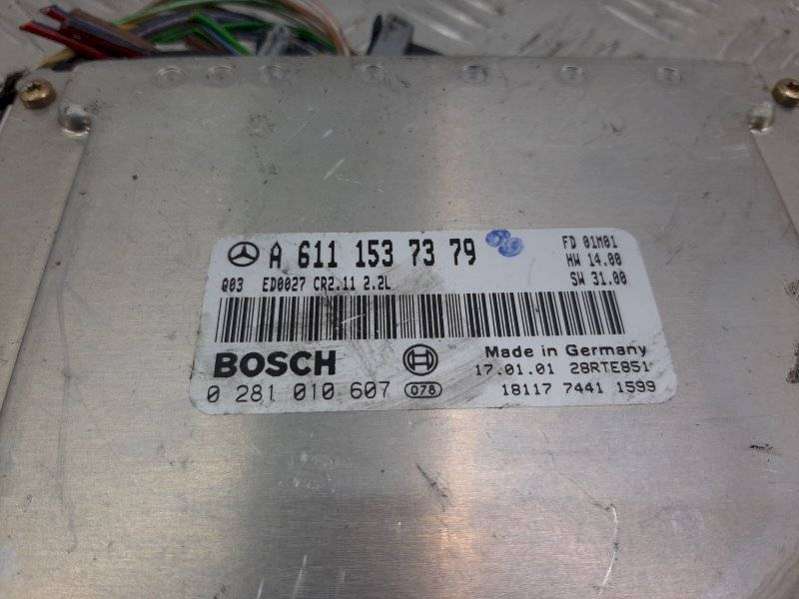 A 611 153 73 79
FD 01M01
HW 14.00
SW 31.00
Q03 ED0027 CR2.11 2.2L
BOSCH
Made in Germany
17.01.01 28RTE851
0 281 010 607 078
18117 7441 1599